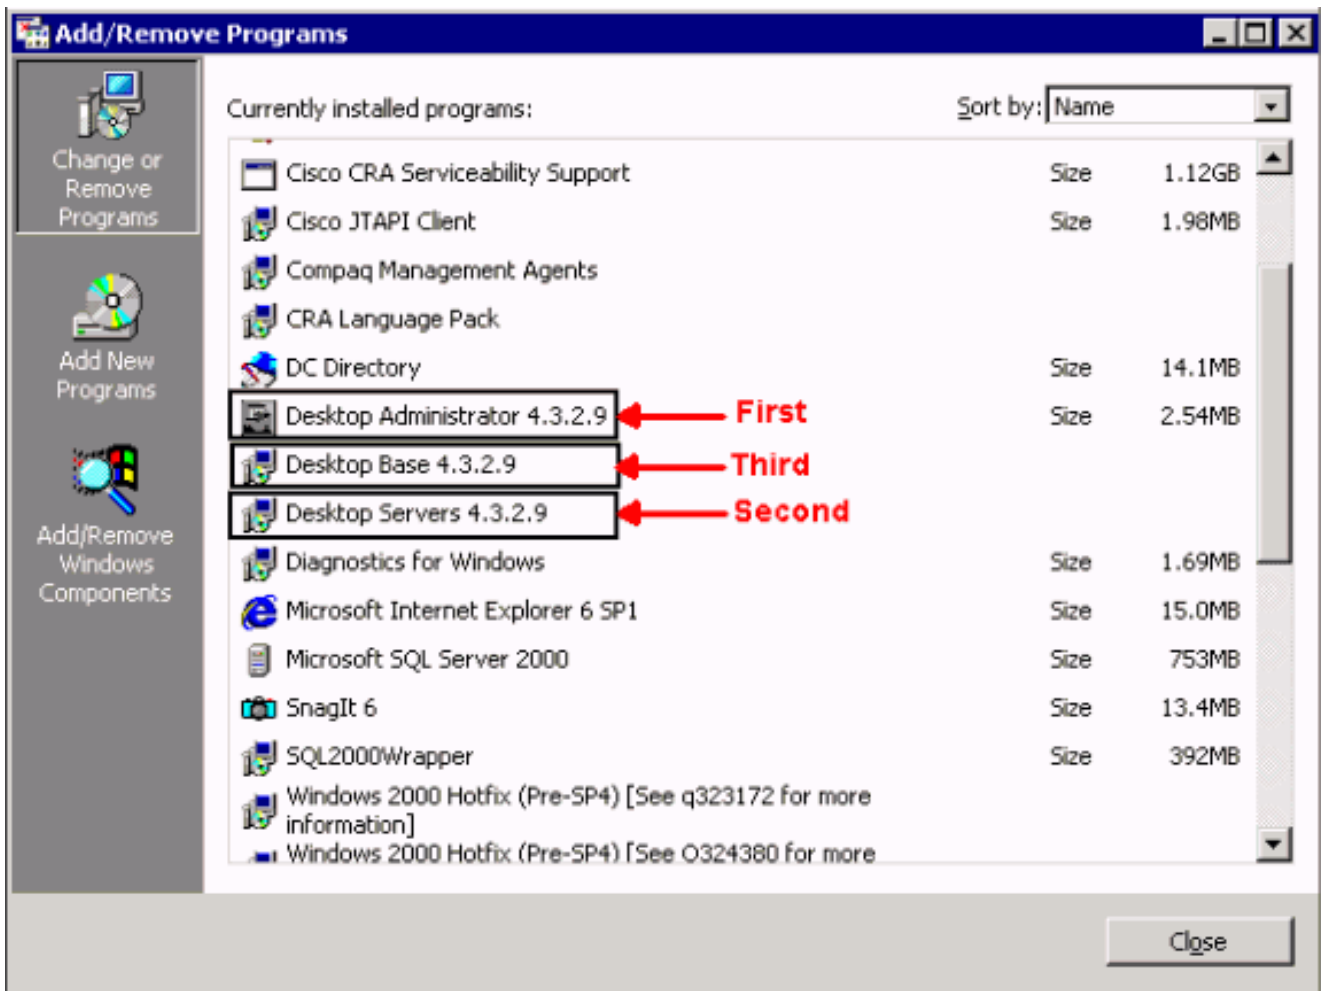 Add/Remove Programs
Change or
Remove
Programs
Add New
Programs
Add/Remove
Windows
Components
Currently installed programs:
Sort by: Name
Cisco CRA Serviceability Support Size 1.12GB
Cisco JTAPI Client Size 1.98MB
Compaq Management Agents
CRA Language Pack
DC Directory Size 14.1MB
Desktop Administrator 4.3.2.9 First Size 2.54MB
Desktop Base 4.3.2.9 Third
Desktop Servers 4.3.2.9 Second
Diagnostics for Windows Size 1.69MB
Microsoft Internet Explorer 6 SP1 Size 15.0MB
Microsoft SQL Server 2000 Size 753MB
SnagIt 6 Size 13.4MB
SQL2000Wrapper Size 392MB
Windows 2000 Hotfix (Pre-SP4) [See q323172 for more
information]
Windows 2000 Hotfix (Pre-SP4) [See Q324380 for more
Close